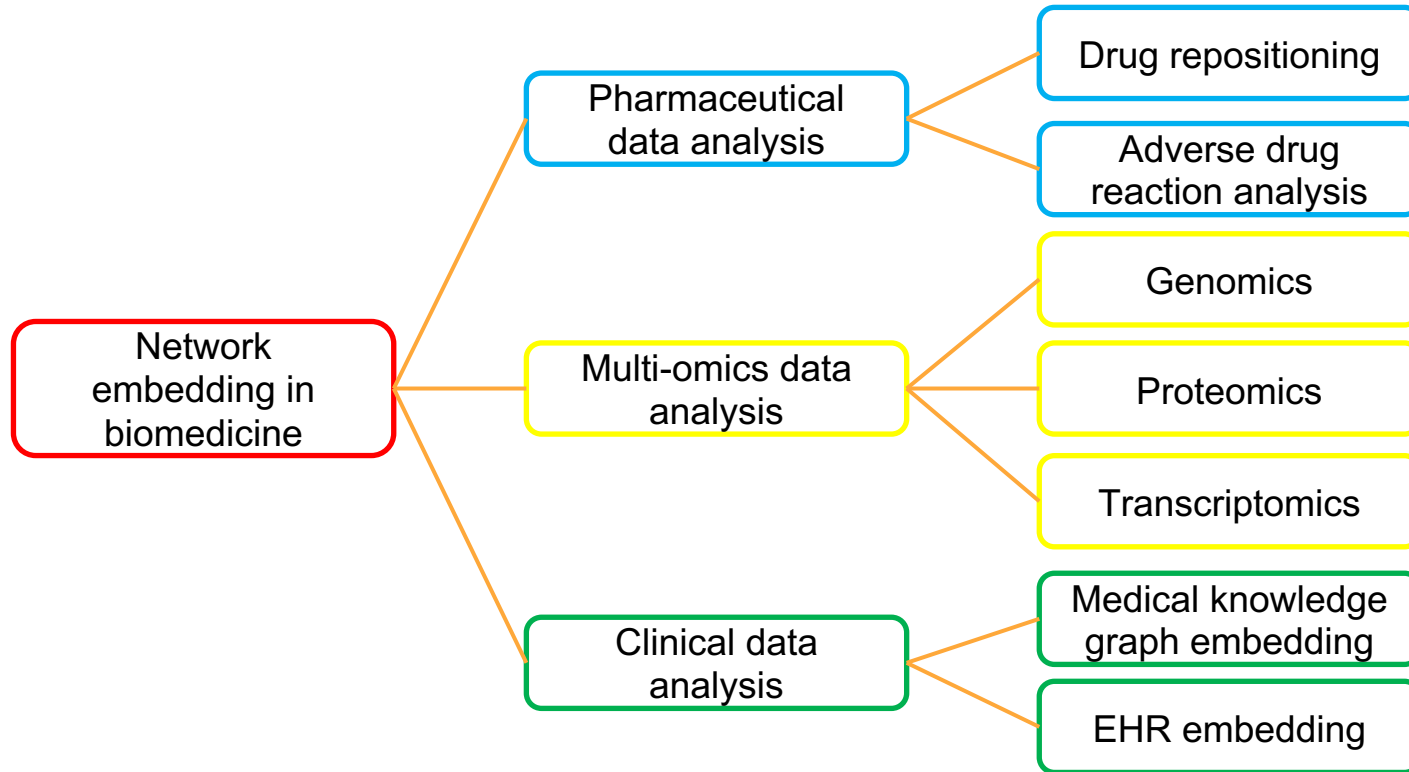 Drug repositioning
Pharmaceutical
data analysis
Adverse drug
reaction analysis
Genomics
Network
embedding in
biomedicine
Multi-omics data
analysis
Proteomics
Transcriptomics
Medical knowledge
graph embedding
Clinical data
analysis
EHR embedding